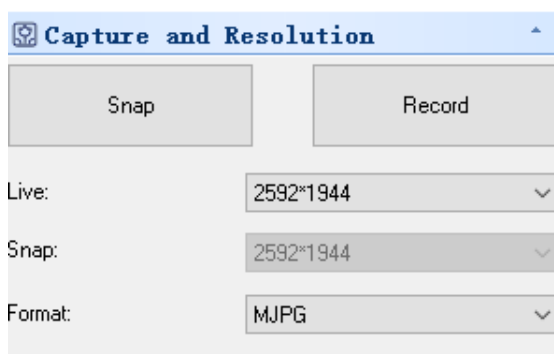 Capture and Resolution
Snap Record
Live: 2592*1944
Snap: 2592*1944
Format: MJPG